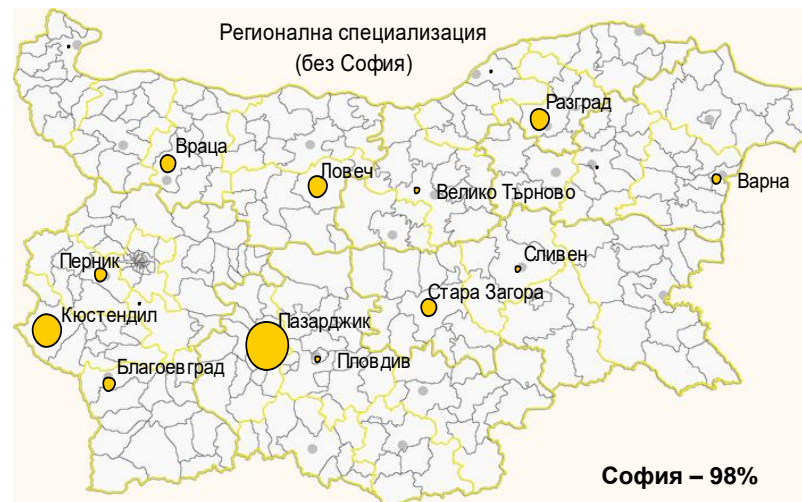 Регионална специализация
(без София)
Разград
Враца
Ловеч
Варна
Велико Търново
Сливен
Перник
Стара Загора
Кюстендил
Пазарджик
Пловдив
Благоевград
София – 98%